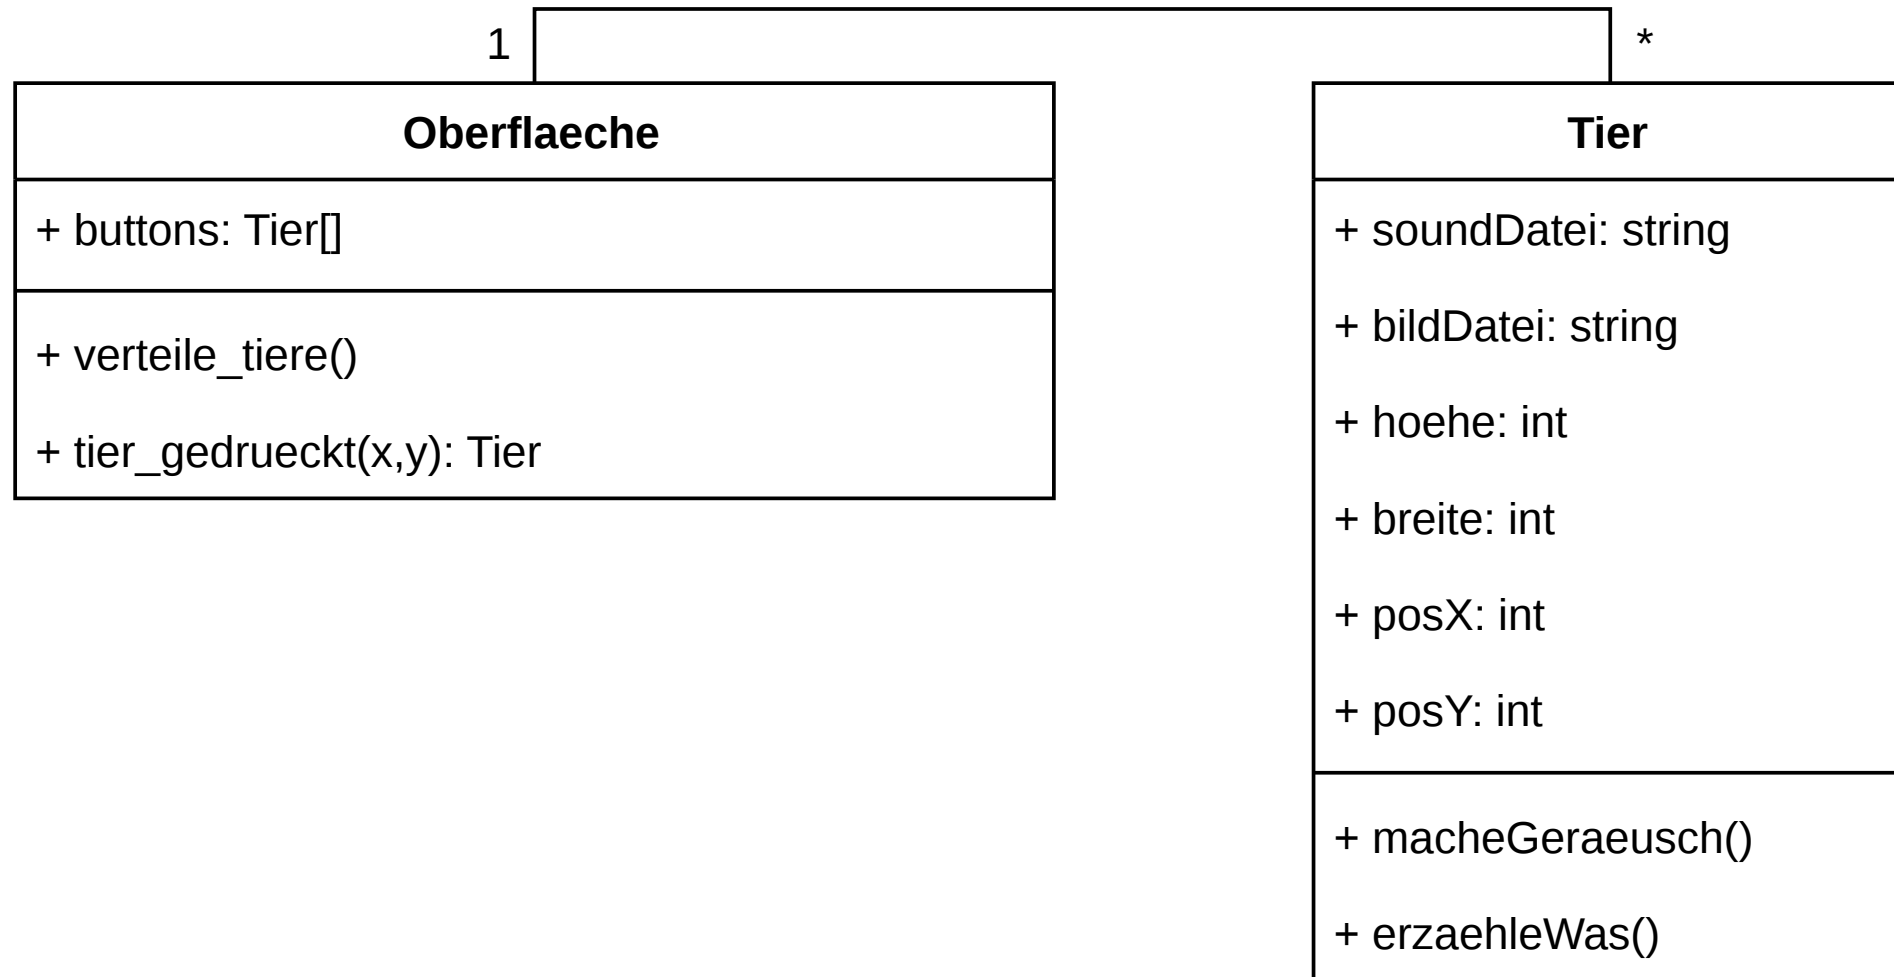 1
*
Oberflaeche
+ buttons: Tier[]
+ verteile_tiere()
+ tier_gedrueckt(x,y): Tier
Tier
+ soundDatei: string
+ bildDatei: string
+ hoehe: int
+ breite: int
+ posX: int
+ posY: int
+ macheGeraeusch()
+ erzaehleWas()